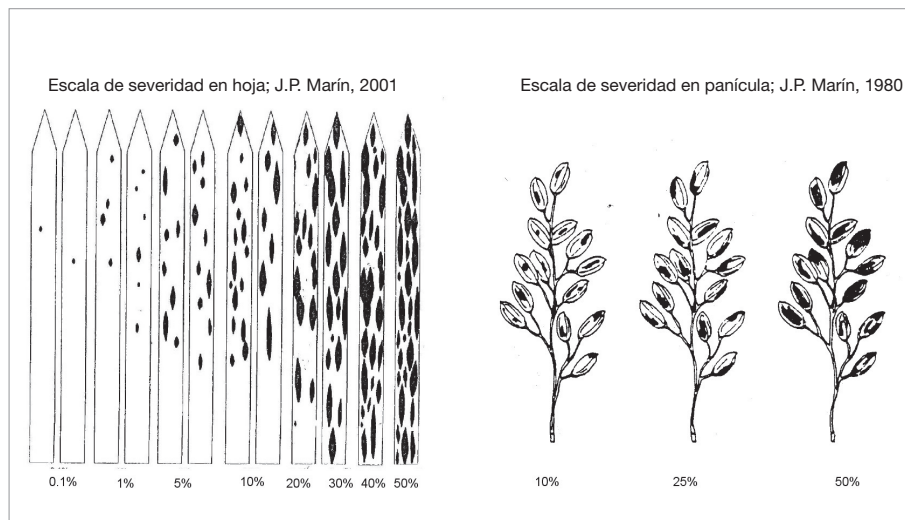 Escala de severidad en hoja; J.P. Marín, 2001
0.1% 1% 5% 10% 20% 30% 40% 50%
Escala de severidad en panícula; J.P. Marín, 1980
10% 25% 50%